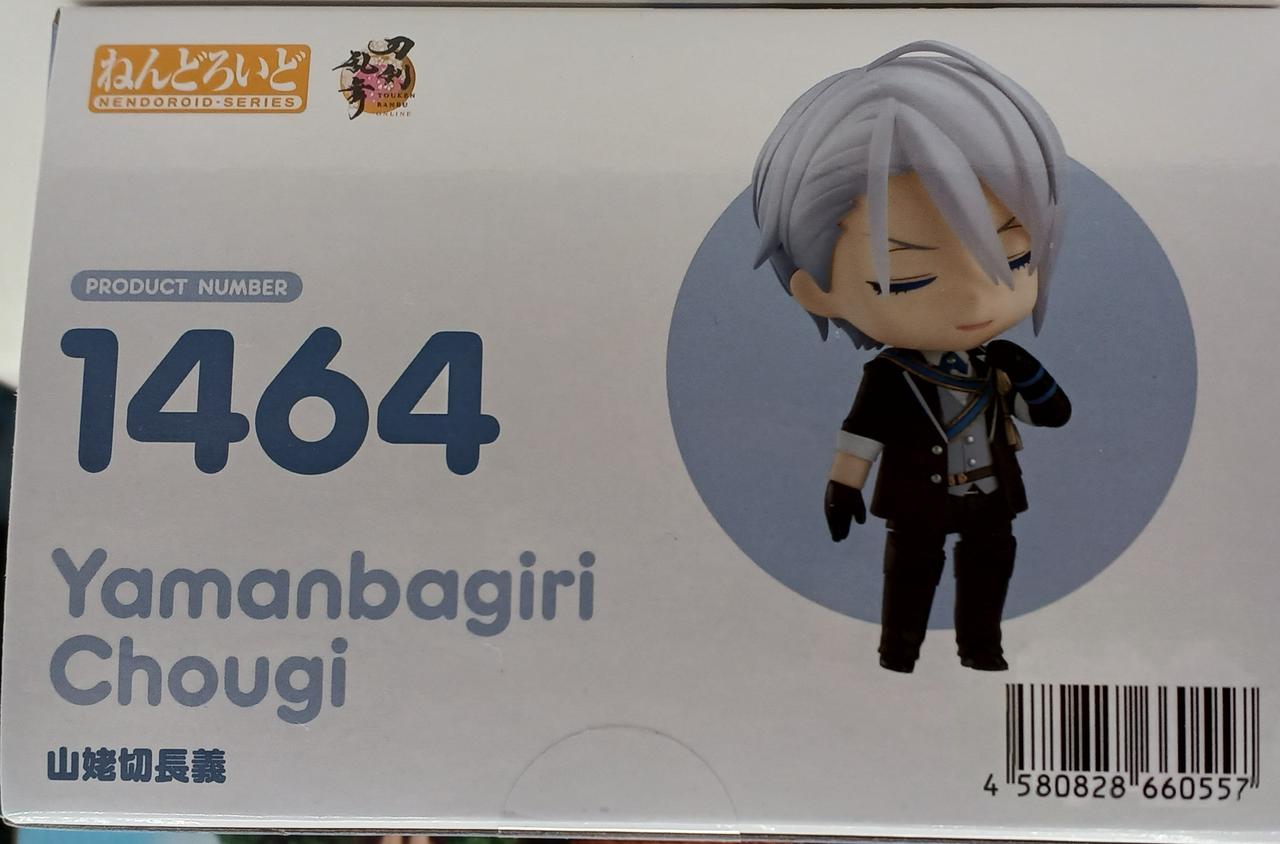 ねんどろいど
NENDOROID-SERIES
刀剣
乱舞
TOUKEN
RANBU
ONLINE
PRODUCT NUMBER
1464
Yamanbagiri
Chougi
山姥切長義
4 580828 660557